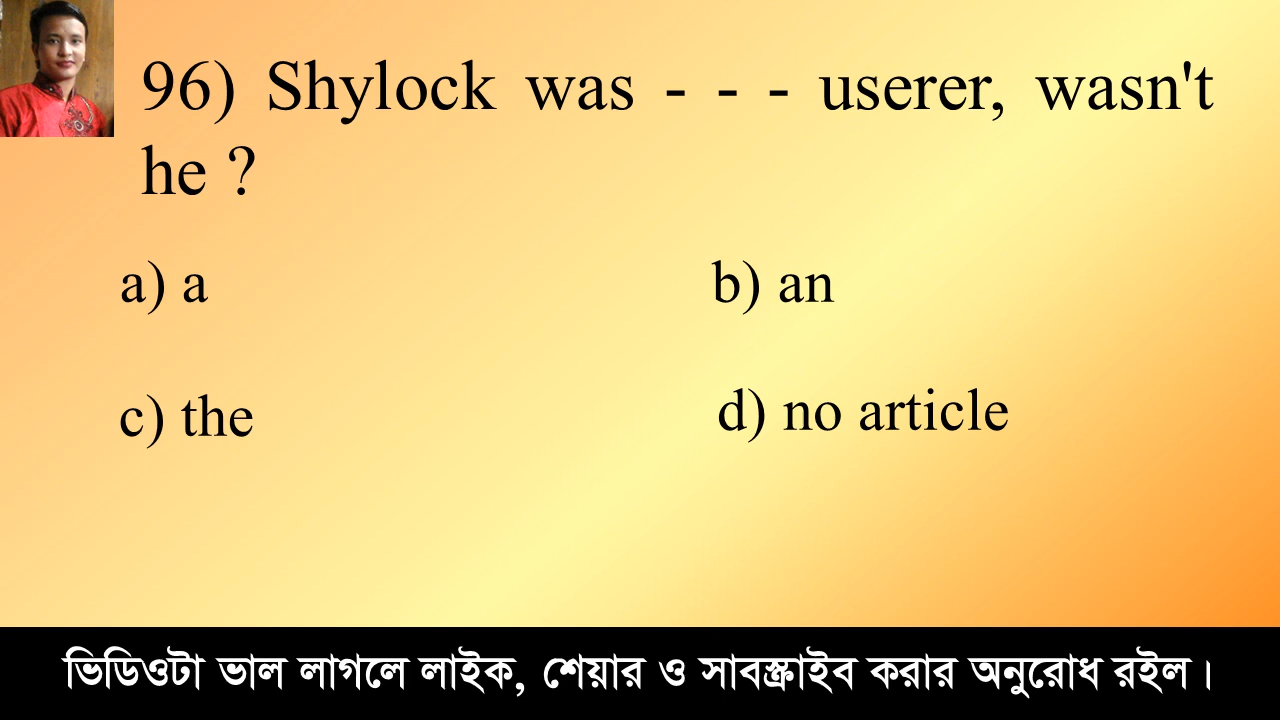 96) Shylock was - - - userer, wasn't
he ?
a) a
b) an
c) the
d) no article
ভিডিওটা ভাল লাগলে লাইক, শেয়ার ও সাবস্ক্রাইব করার অনুরোধ রইল।